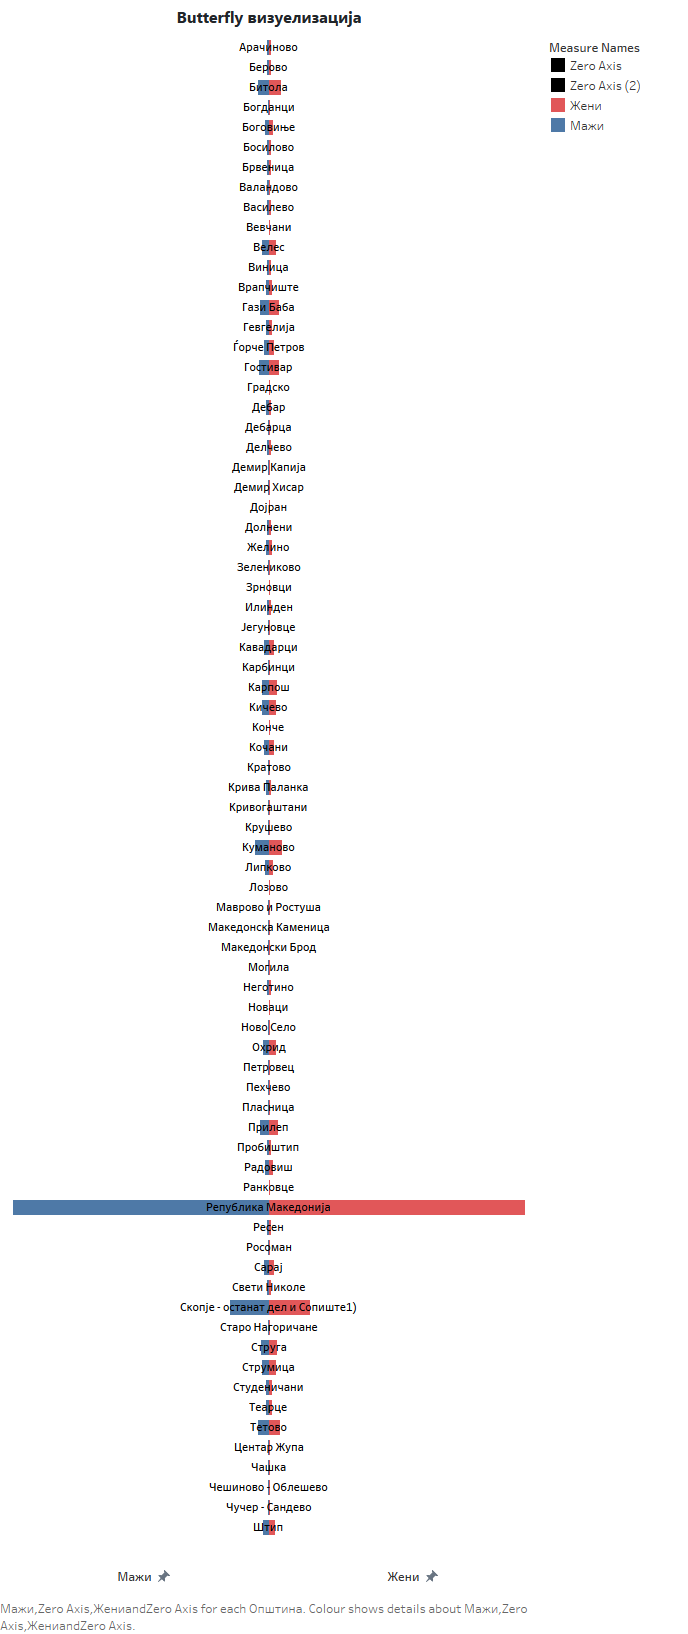 Butterfly визуелизација
Measure Names
Zero Axis
Zero Axis (2)
Жени
Мажи
Арачиново
Берово
Битола
Богданци
Боговиње
Босилово
Брвеница
Валандово
Василево
Вевчани
Велес
Виница
Врапчиште
Гази Баба
Гевгелија
Ѓорче Петров
Гостивар
Градско
Дебар
Дебарца
Делчево
Демир Капија
Демир Хисар
Дојран
Долнени
Желино
Зелениково
Зрновци
Илинден
Јегуновце
Кавадарци
Карбинци
Карпош
Кичево
Конче
Кочани
Кратово
Крива Паланка
Кривогаштани
Крушево
Куманово
Липково
Лозово
Маврово и Ростуша
Македонска Каменица
Македонски Брод
Могила
Неготино
Новаци
Ново Село
Охрид
Петровец
Пехчево
Пласница
Прилеп
Пробиштип
Радовиш
Ранковце
Република Македонија
Ресен
Росоман
Сарај
Свети Николе
Скопје - останат дел и Сопиште1)
Старо Нагоричане
Струга
Струмица
Студеничани
Теарце
Тетово
Центар Жупа
Чашка
Чешиново - Облешево
Чучер - Сандево
Штип
Мажи
Жени
Мажи,Zero Axis,ЖениandZero Axis for each Општина. Colour shows details about Мажи,Zero
Axis,ЖениandZero Axis.